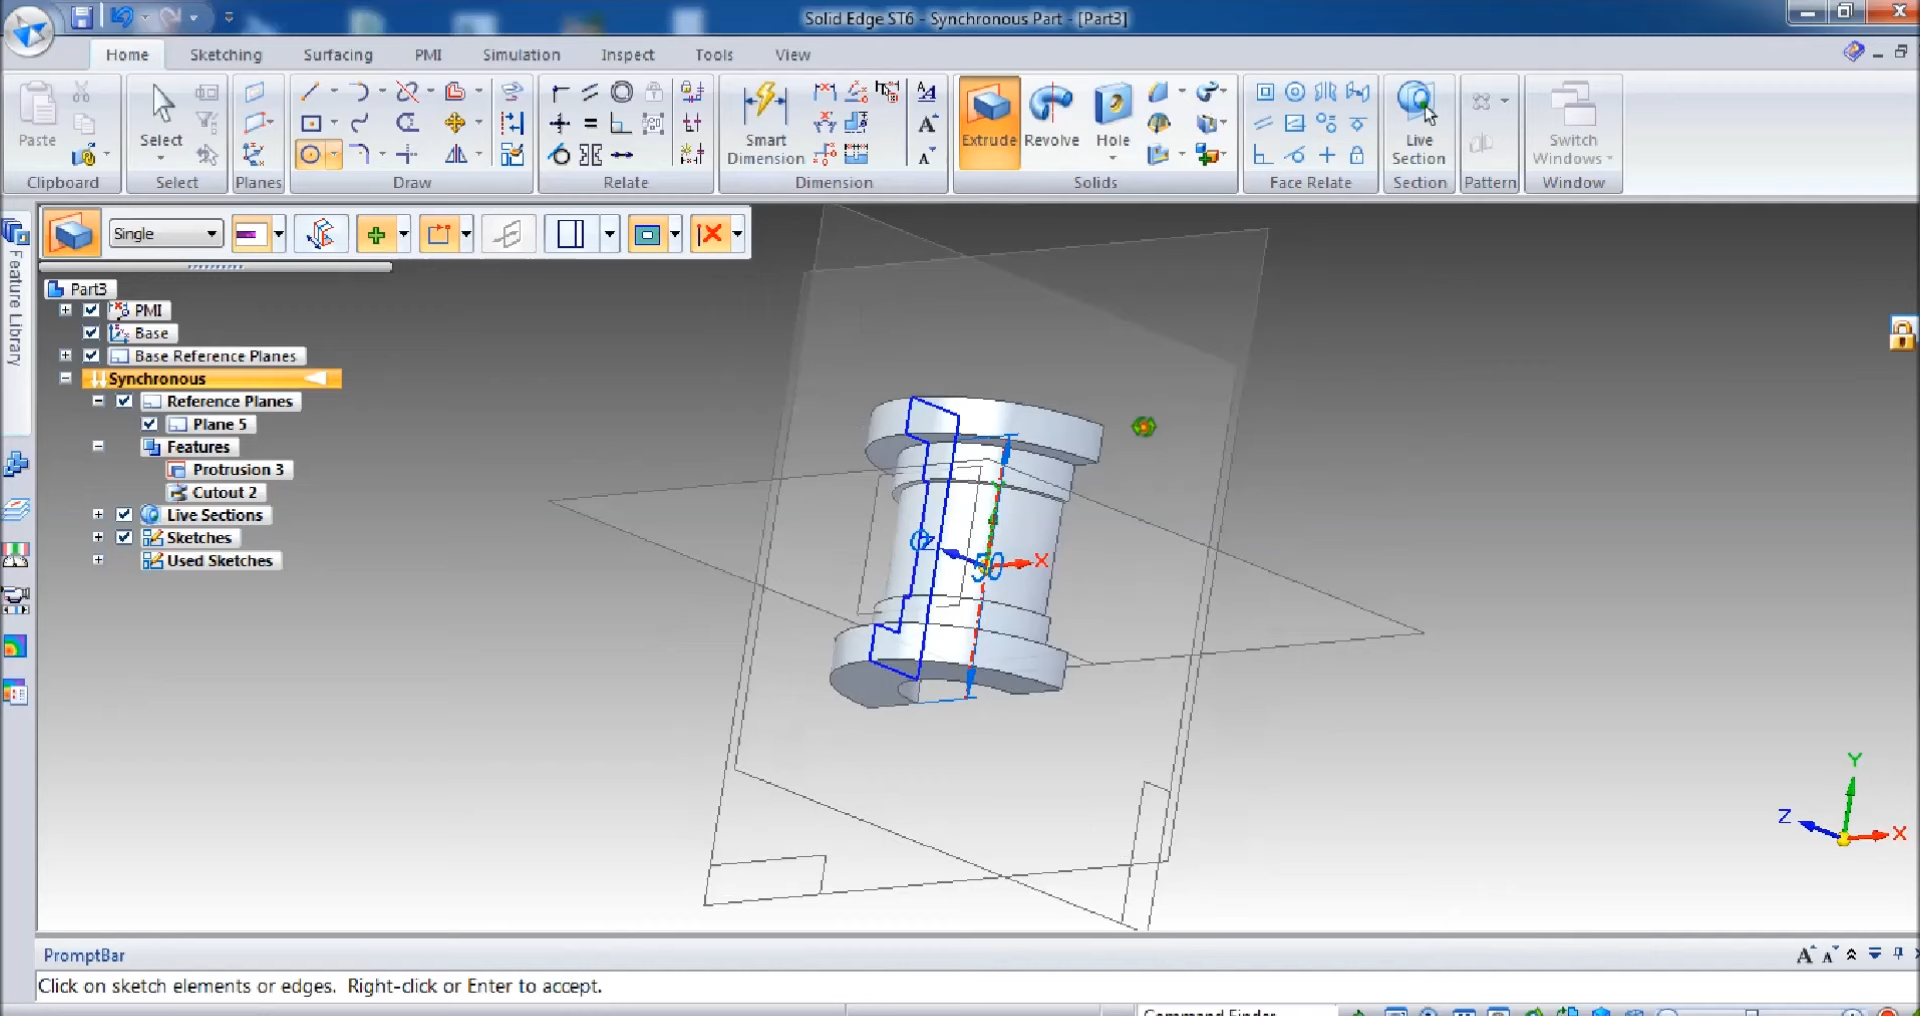 Solid Edge ST6 - Synchronous Part - [Part3]
Home Sketching Surfacing PMI Simulation Inspect Tools View
Paste Select Smart Dimension Extrude Revolve Hole Live Section Switch Windows
Clipboard Select Planes Draw Relate Dimension Solids Face Relate Section Pattern Window
Single
Feature Library
Part3
PMI
Base
Base Reference Planes
Synchronous
Reference Planes
Plane 5
Features
Protrusion 3
Cutout 2
Live Sections
Sketches
Used Sketches
X
50
Y
Z
X
PromptBar
Click on sketch elements or edges. Right-click or Enter to accept.
Command Finder